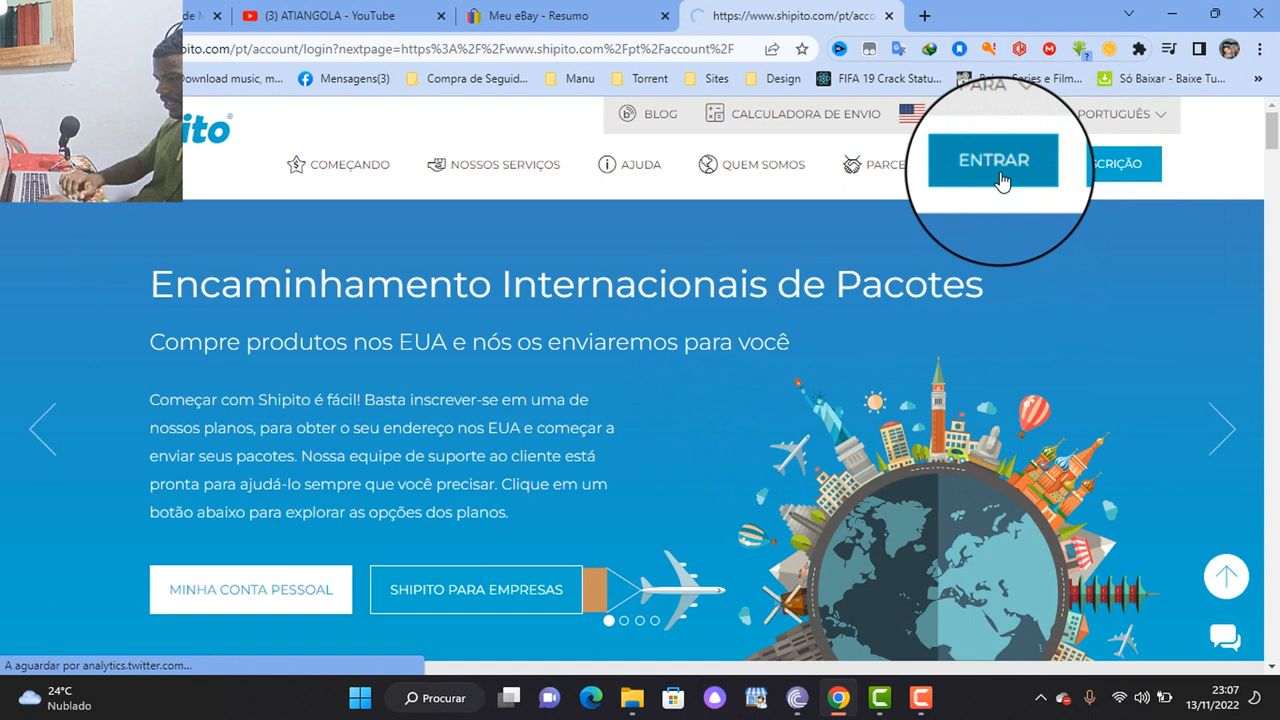 de M
(3) ATIANGOLA - YouTube
Meu eBay - Resumo
https://www.shipito.com/pt/acco
pito.com/pt/account/login?nextpage=https%3A%2F%2Fwww.shipito.com%2Fpt%2Faccount%2F
Download music, m...
Mensagens(3)
Compra de Seguid...
Manu
Torrent
Sites
Design
FIFA 19 Crack Statu...
Só Baixar - Baixe Tu...
»
ipito
BLOG
CALCULADORA DE ENVIO
PARA
PORTUGUÊS
COMEÇANDO
NOSSOS SERVIÇOS
AJUDA
QUEM SOMOS
PARCE
ENTRAR
SCRIÇÃO
Encaminhamento Internacionais de Pacotes
Compre produtos nos EUA e nós os enviaremos para você
Começar com Shipito é fácil! Basta inscrever-se em uma de
nossos planos, para obter o seu endereço nos EUA e começar a
enviar seus pacotes. Nossa equipe de suporte ao cliente está
pronta para ajudá-lo sempre que você precisar. Clique em um
botão abaixo para explorar as opções dos planos.
MINHA CONTA PESSOAL
SHIPITO PARA EMPRESAS
A aguardar por analytics.twitter.com...
24°C
Nublado
Procurar
23:07
13/11/2022